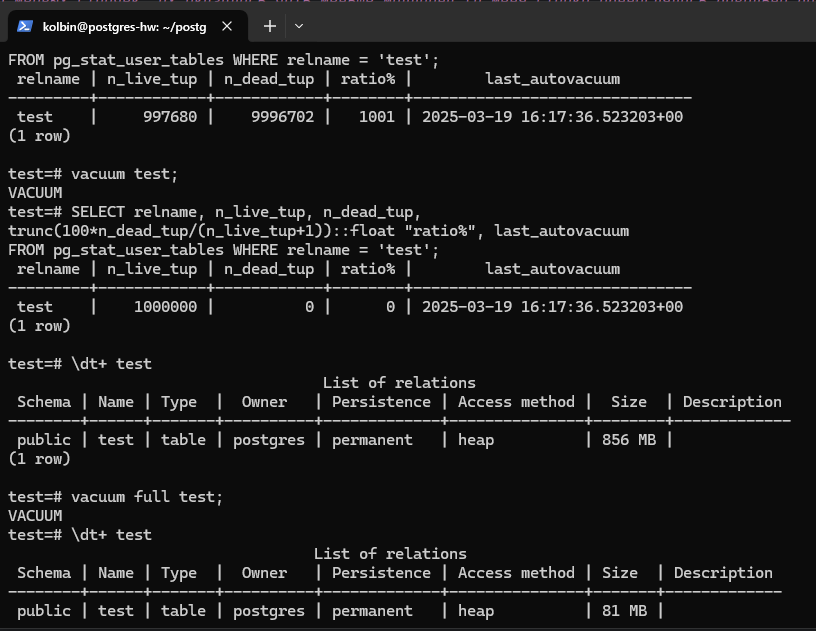 kolbin@postgres-hw: ~/postg
FROM pg_stat_user_tables WHERE relname = 'test';
 relname | n_live_tup | n_dead_tup | ratio% |        last_autovacuum
---------+------------+------------+--------+-------------------------------
 test    |     997680 |    9996702 |   1001 | 2025-03-19 16:17:36.523203+00
(1 row)
test=# vacuum test;
VACUUM
test=# SELECT relname, n_live_tup, n_dead_tup,
trunc(100*n_dead_tup/(n_live_tup+1))::float "ratio%", last_autovacuum
FROM pg_stat_user_tables WHERE relname = 'test';
 relname | n_live_tup | n_dead_tup | ratio% |        last_autovacuum
---------+------------+------------+--------+-------------------------------
 test    |    1000000 |          0 |      0 | 2025-03-19 16:17:36.523203+00
(1 row)
test=# \dt+ test
                                   List of relations
 Schema | Name | Type  |  Owner   | Persistence | Access method |  Size  | Description
--------+------+-------+----------+-------------+---------------+--------+-------------
 public | test | table | postgres | permanent   | heap          | 856 MB |
(1 row)
test=# vacuum full test;
VACUUM
test=# \dt+ test
                                  List of relations
 Schema | Name | Type  |  Owner   | Persistence | Access method | Size  | Description
--------+------+-------+----------+-------------+---------------+-------+-------------
 public | test | table | postgres | permanent   | heap          | 81 MB |